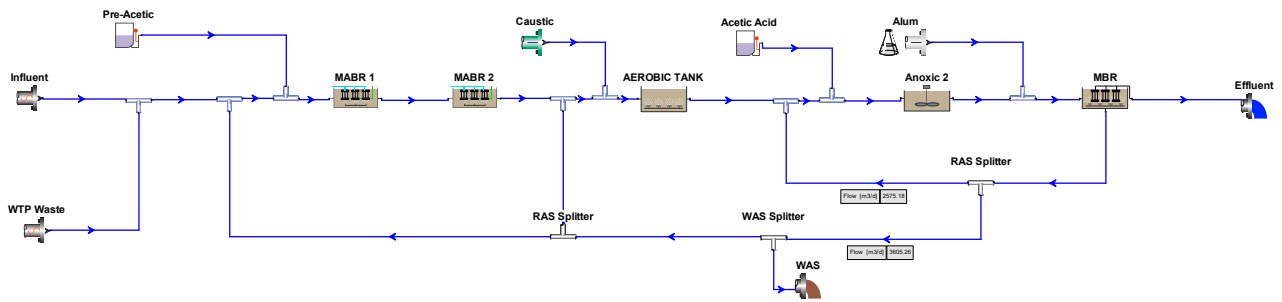 Pre-Acetic
Caustic
Acetic Acid
Alum
Influent
MABR 1
MABR 2
AEROBIC TANK
Anoxic 2
MBR
Effluent
RAS Splitter
Flow [m3/d] 2575.18
WTP Waste
RAS Splitter
WAS Splitter
Flow [m3/d] 3605.26
WAS